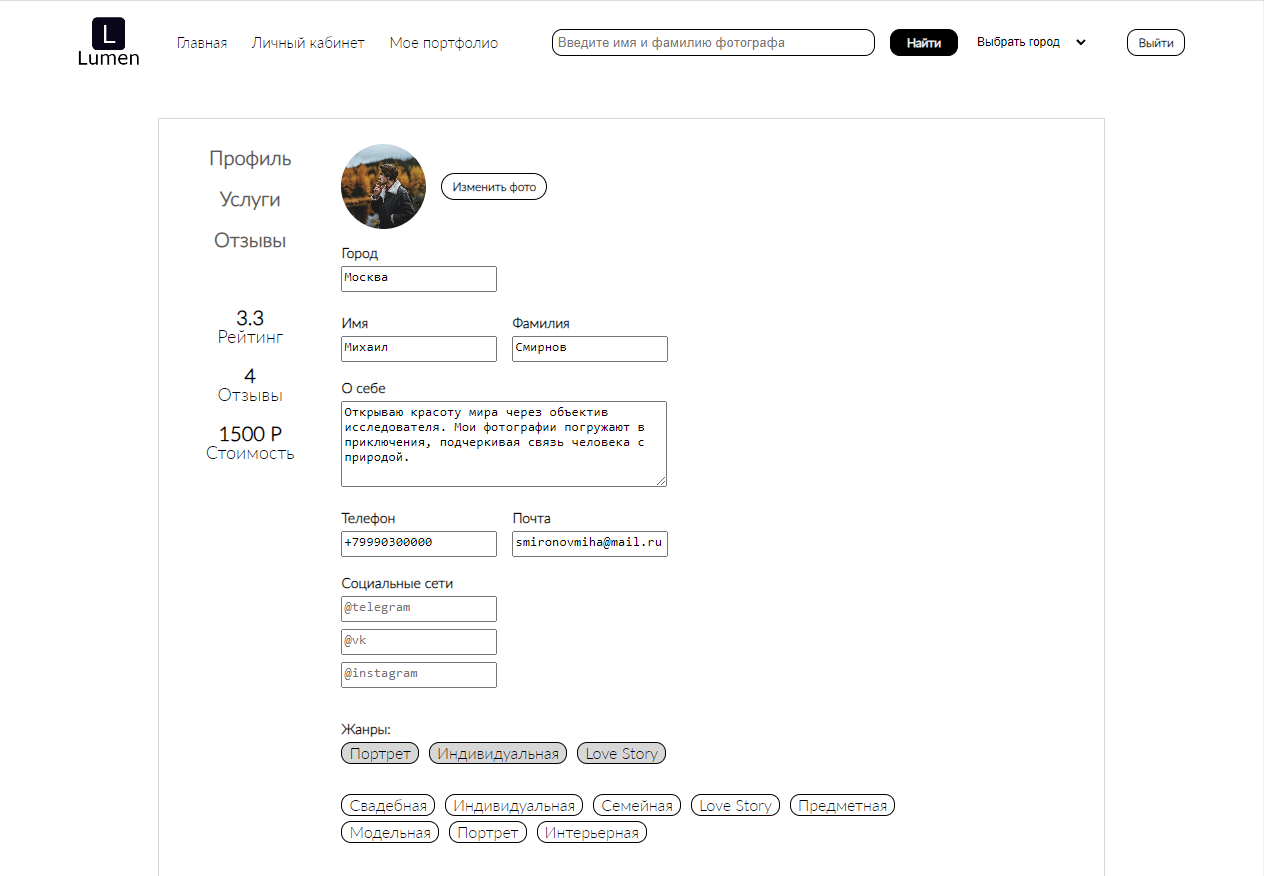 L
Lumen
Главная Личный кабинет Мое портфолио Введите имя и фамилию фотографа Найти Выбрать город Выйти
Профиль
Услуги
Отзывы
3.3
Рейтинг
4
Отзывы
1500 Р
Стоимость
Изменить фото
Город
Москва
Имя Фамилия
Михаил Смирнов
О себе
Открываю красоту мира через объектив
исследователя. Мои фотографии погружают в
приключения, подчеркивая связь человека с
природой.
Телефон Почта
+79990300000 smironovmiha@mail.ru
Социальные сети
@telegram
@vk
@instagram
Жанры:
Портрет Индивидуальная Love Story
Свадебная Индивидуальная Семейная Love Story Предметная
Модельная Портрет Интерьерная